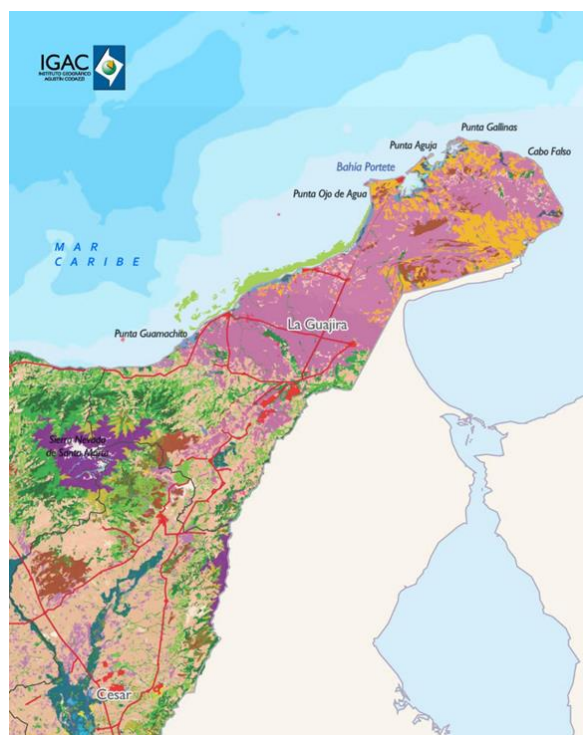 IGAC
INSTITUTO GEOGRÁFICO
AGUSTÍN CODAZZI
Punta Gallinas
Punta Aguja
Cabo Falso
Bahía Portete
Punta Ojo de Agua
MAR
CARIBE
La Guajira
Punta Guamachito
Sierra Nevada
de Santa Marta
Cesar